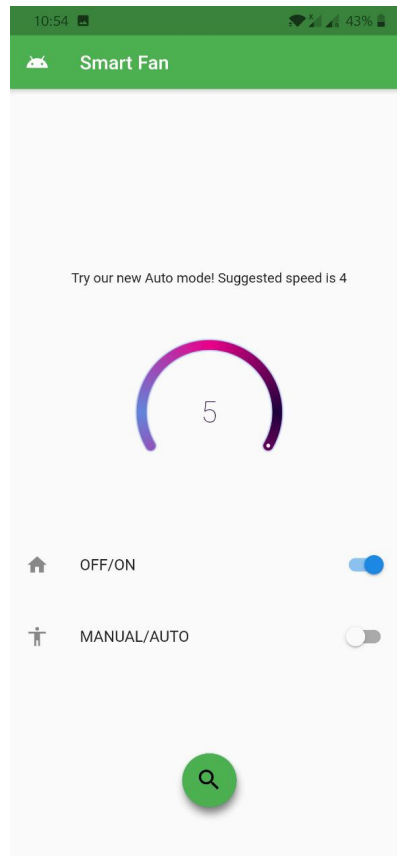 10:54
43%
Smart Fan
Try our new Auto mode! Suggested speed is 4
5
OFF/ON
MANUAL/AUTO